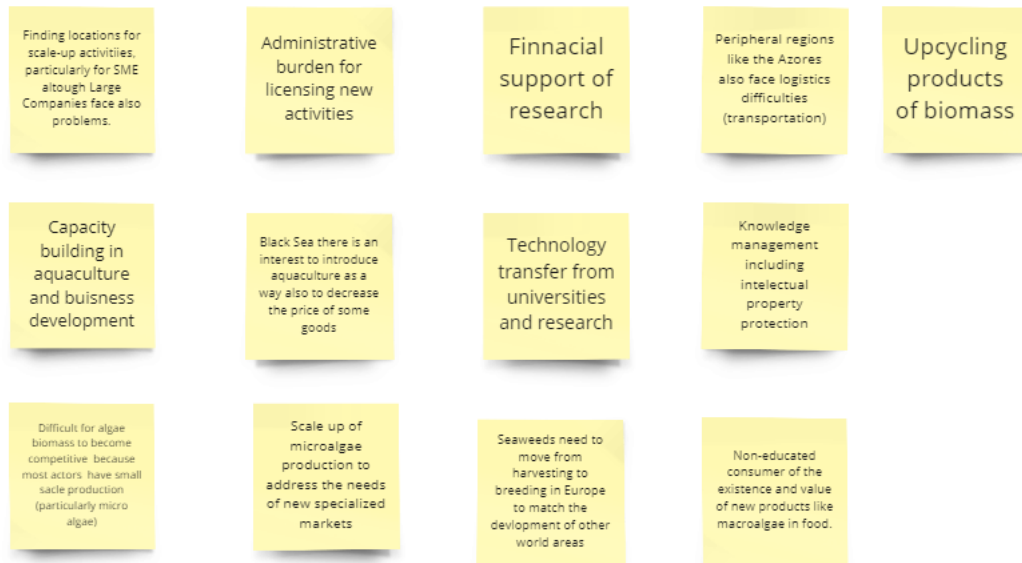 Finding locations for
scale-up activitiies,
particularly for SME
altough Large
Companies face also
problems.
Administrative
burden for
licensing new
activities
Finnacial
support of
research
Peripheral regions
like the Azores
also face logistics
difficulties
(transportation)
Upcycling
products
of biomass
Capacity
building in
aquaculture
and buisness
development
Black Sea there is an
interest to introduce
aquaculture as a
way also to decrease
the price of some
goods
Technology
transfer from
universities
and research
Knowledge
management
including
intelectual
property
protection
Difficult for algae
biomass to become
competitive because
most actors have small
sacle production
(particularly micro
algae)
Scale up of
microalgae
production to
address the needs
of new specialized
markets
Seaweeds need to
move from
harvesting to
breeding in Europe
to match the
devlopment of other
world areas
Non-educated
consumer of the
existence and value
of new products like
macroalgae in food.